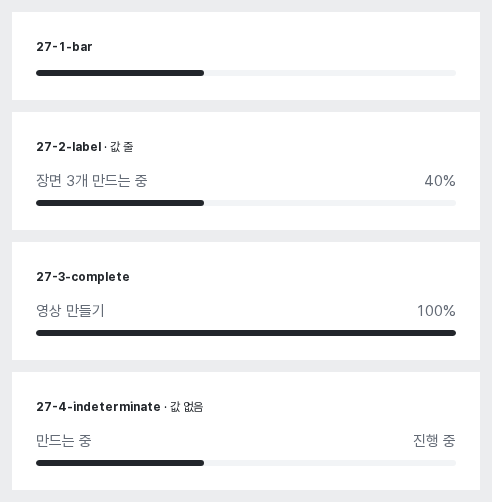 27-1-bar
27-2-label · 값 줄
장면 3개 만드는 중 40%
27-3-complete
영상 만들기 100%
27-4-indeterminate · 값 없음
만드는 중 진행 중